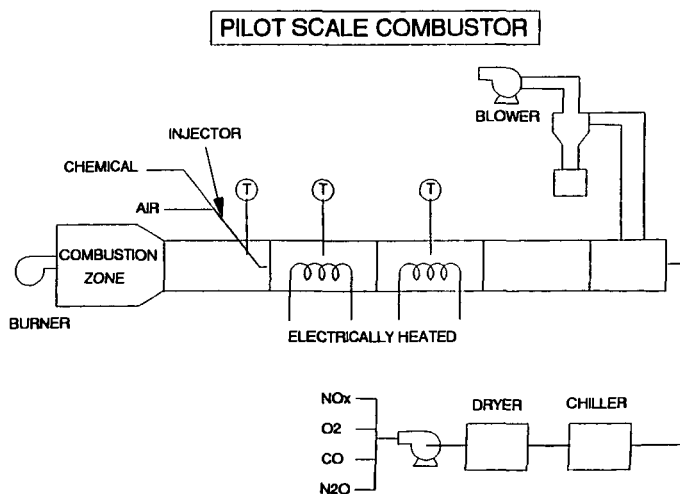 PILOT SCALE COMBUSTOR
BLOWER
INJECTOR
CHEMICAL
AIR
T
T
T
COMBUSTION
ZONE
BURNER
ELECTRICALLY HEATED
NOx
O2
CO
N2O
DRYER
CHILLER